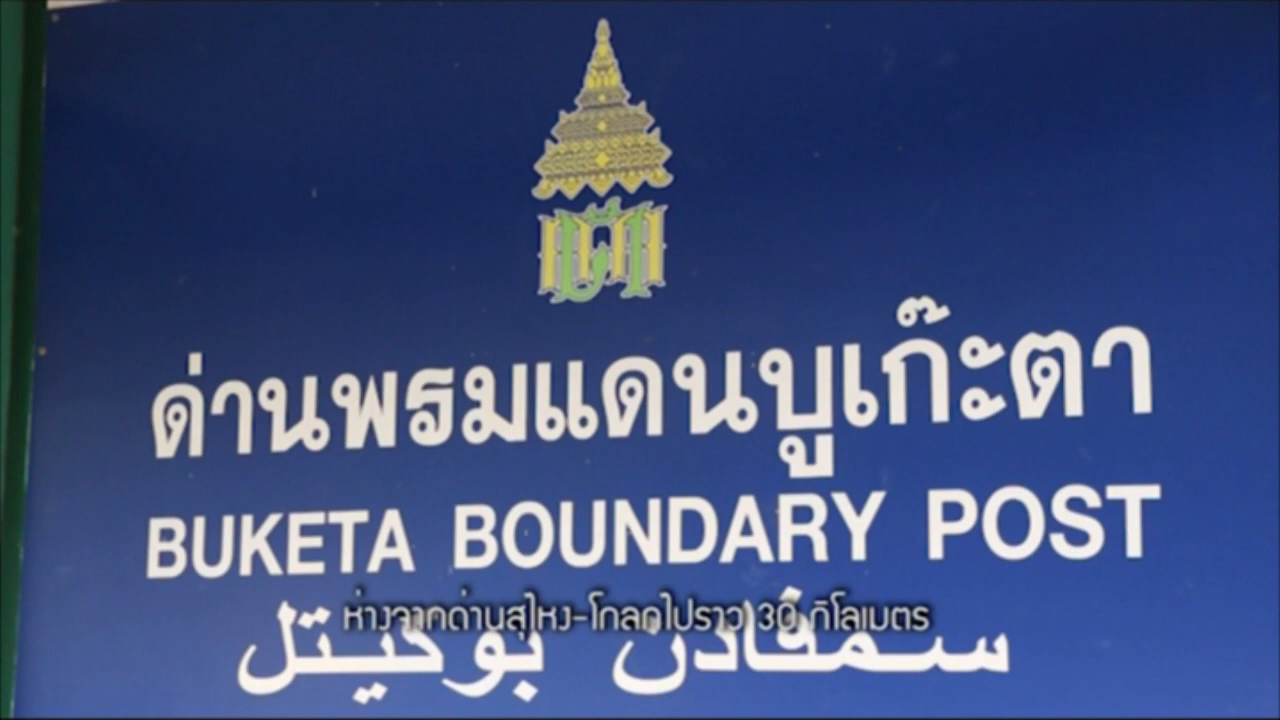 ด่านพรมแดนบูเก๊ะตา
BUKETA BOUNDARY POST
ห่างจากด่านสุไหง-โกลกไปราว 30 กิโลเมตร
سمفادن بوكيتل